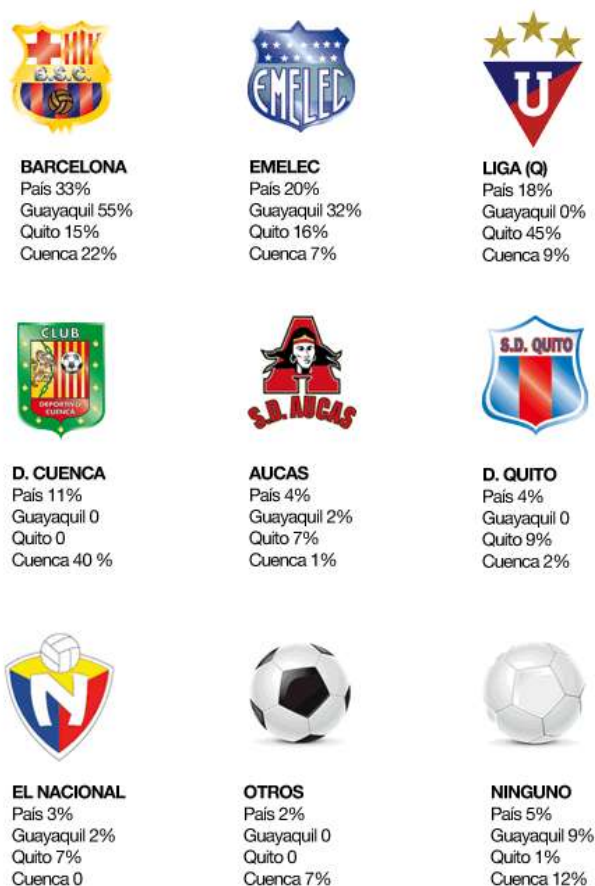 B.S.C.
BARCELONA
País 33%
Guayaquil 55%
Quito 15%
Cuenca 22%
EMELEC
EMELEC
País 20%
Guayaquil 32%
Quito 16%
Cuenca 7%
U
LIGA (Q)
País 18%
Guayaquil 0%
Quito 45%
Cuenca 9%
CLUB
DEPORTIVO
CUENCA
D. CUENCA
País 11%
Guayaquil 0
Quito 0
Cuenca 40 %
A
S.D. AUCAS
AUCAS
País 4%
Guayaquil 2%
Quito 7%
Cuenca 1%
S.D. QUITO
D. QUITO
País 4%
Guayaquil 0
Quito 9%
Cuenca 2%
N
EL NACIONAL
País 3%
Guayaquil 2%
Quito 7%
Cuenca 0
OTROS
País 2%
Guayaquil 0
Quito 0
Cuenca 7%
NINGUNO
País 5%
Guayaquil 9%
Quito 1%
Cuenca 12%